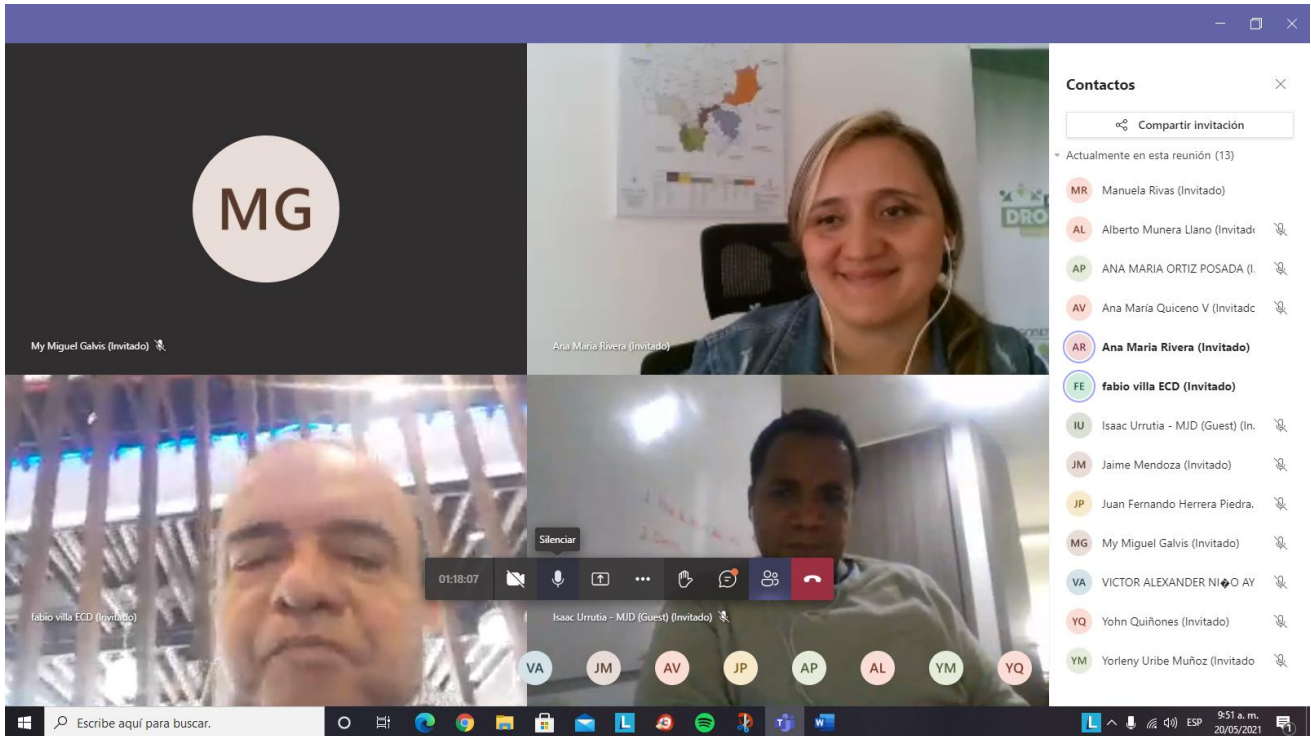 MG
My Miguel Galvis (Invitado)
DRO
Ana Maria Rivera (Invitado)
fabio villa ECD (Invitado)
Silenciar
01:18:07
Isaac Urrutia - MJD (Guest) (Invitado)
VA JM AV JP AP AL YM YQ
Contactos
Compartir invitación
Actualmente en esta reunión (13)
MR Manuela Rivas (Invitado)
AL Alberto Munera Llano (Invitado
AP ANA MARIA ORTIZ POSADA (I.
AV Ana María Quiceno V (Invitado
AR Ana Maria Rivera (Invitado)
FE fabio villa ECD (Invitado)
IU Isaac Urrutia - MJD (Guest) (In.
JM Jaime Mendoza (Invitado)
JP Juan Fernando Herrera Piedra.
MG My Miguel Galvis (Invitado)
VA VICTOR ALEXANDER NI�O AY
YQ Yohn Quiñones (Invitado)
YM Yorleny Uribe Muñoz (Invitado
Escribe aquí para buscar.
ESP
9:51 a. m.
20/05/2021